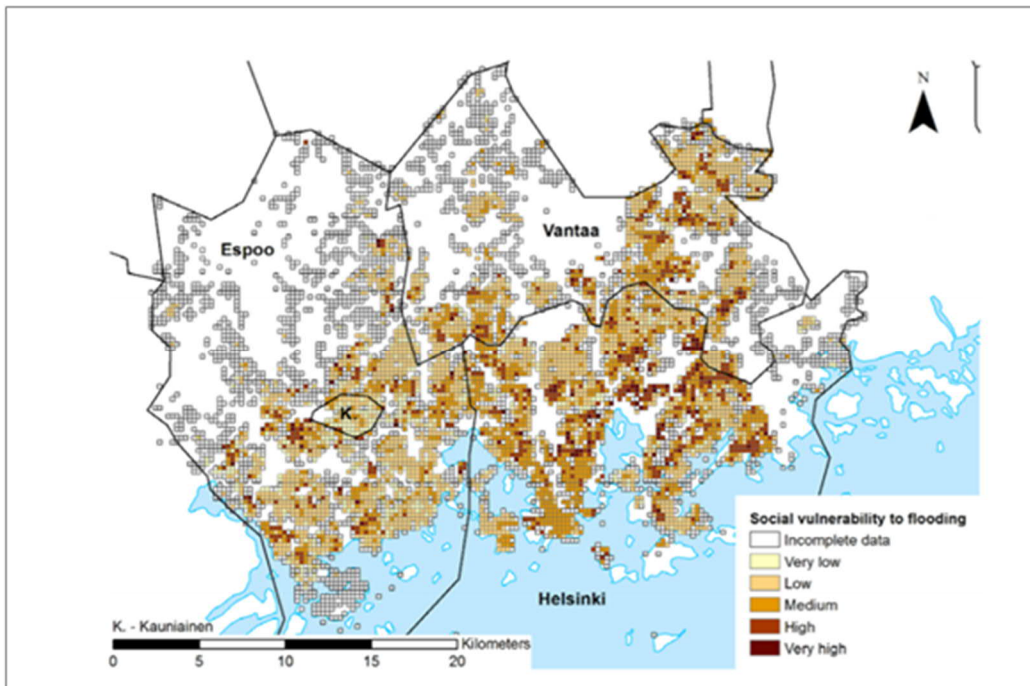 N
Espoo
Vantaa
K.
Helsinki
Social vulnerability to flooding
Incomplete data
Very low
Low
Medium
High
Very high
K. - Kauniainen
Kilometers
0 5 10 15 20